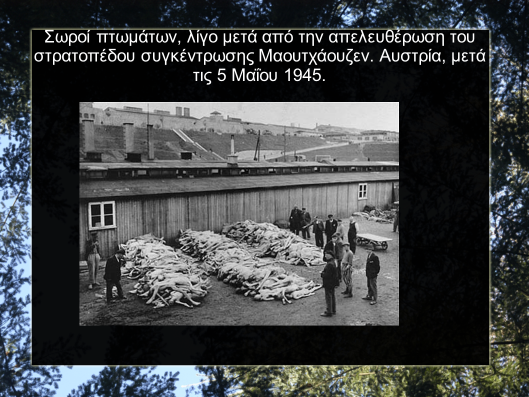 Σωροί πτωμάτων, λίγο μετά από την απελευθέρωση του
στρατοπέδου συγκέντρωσης Μαουτχάουζεν. Αυστρία, μετά
τις 5 Μαΐου 1945.